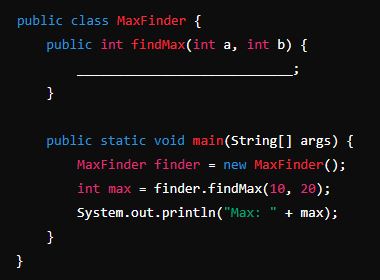 public class MaxFinder {
    public int findMax(int a, int b) {
        ____________________________;
    }

    public static void main(String[] args) {
        MaxFinder finder = new MaxFinder();
        int max = finder.findMax(10, 20);
        System.out.println("Max: " + max);
    }
}